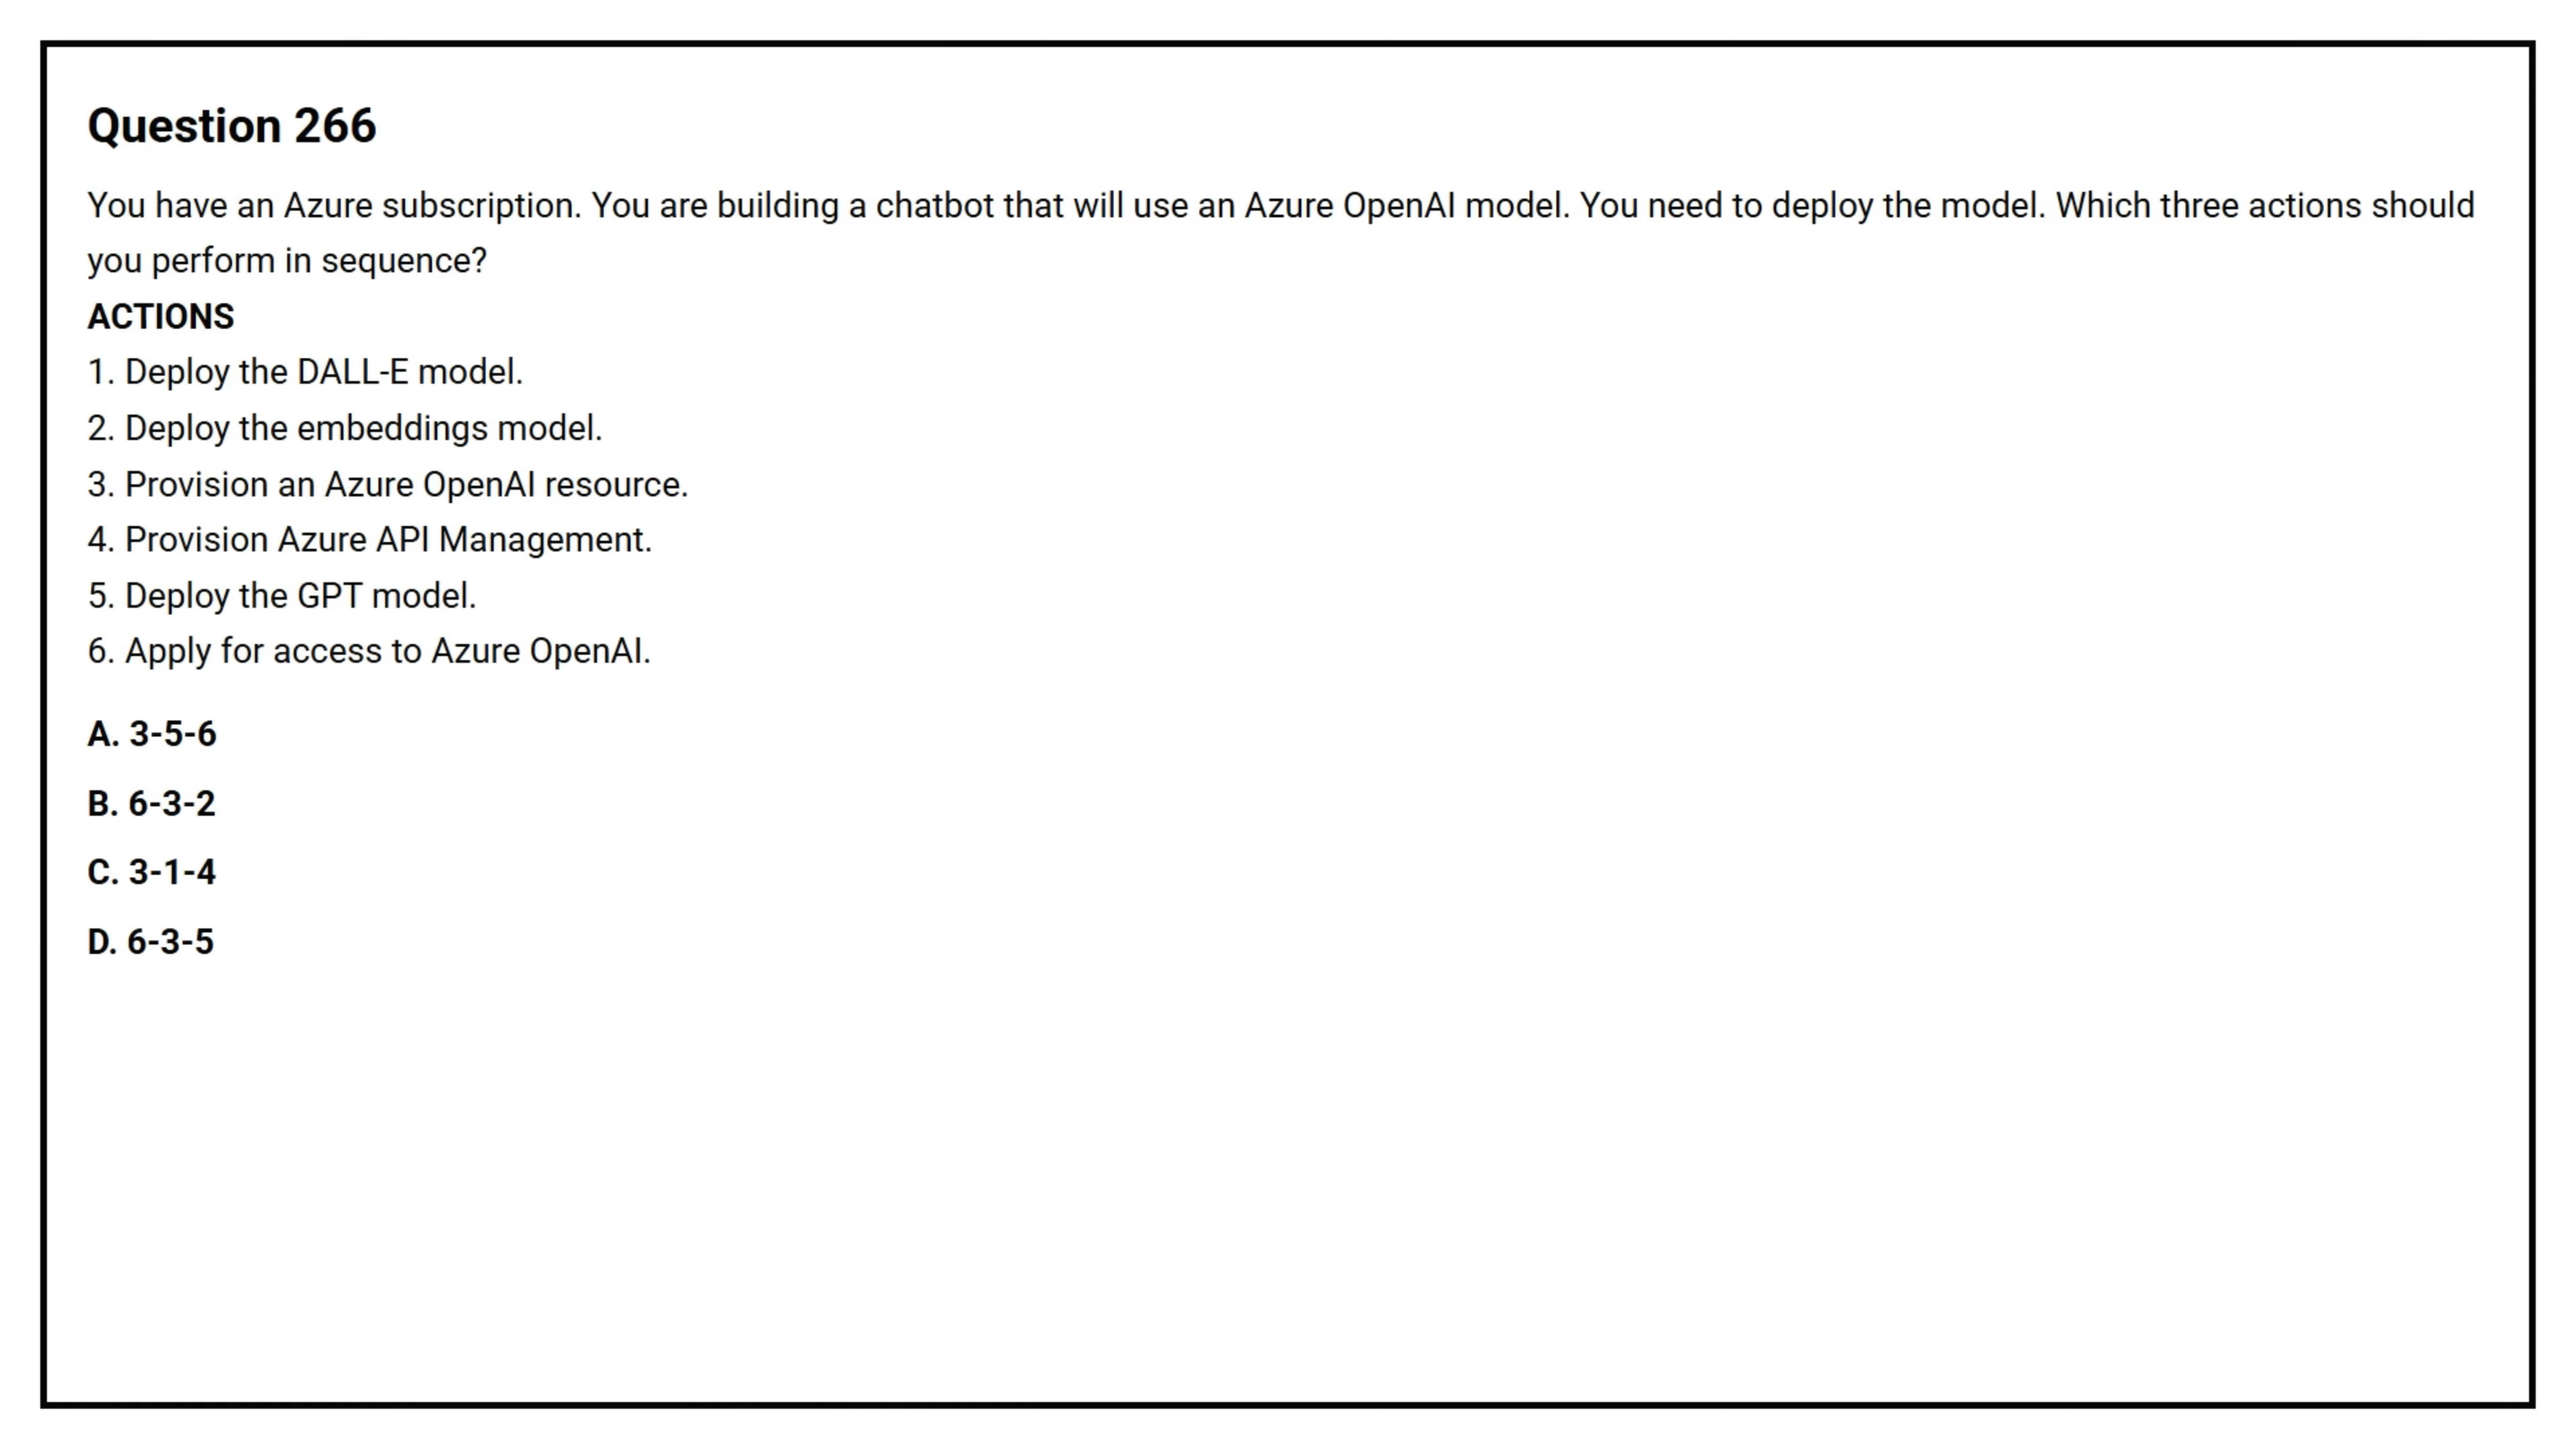 Question 266
You have an Azure subscription. You are building a chatbot that will use an Azure OpenAI model. You need to deploy the model. Which three actions should
you perform in sequence?
ACTIONS
1. Deploy the DALL-E model.
2. Deploy the embeddings model.
3. Provision an Azure OpenAI resource.
4. Provision Azure API Management.
5. Deploy the GPT model.
6. Apply for access to Azure OpenAI.
A. 3-5-6
B. 6-3-2
C. 3-1-4
D. 6-3-5